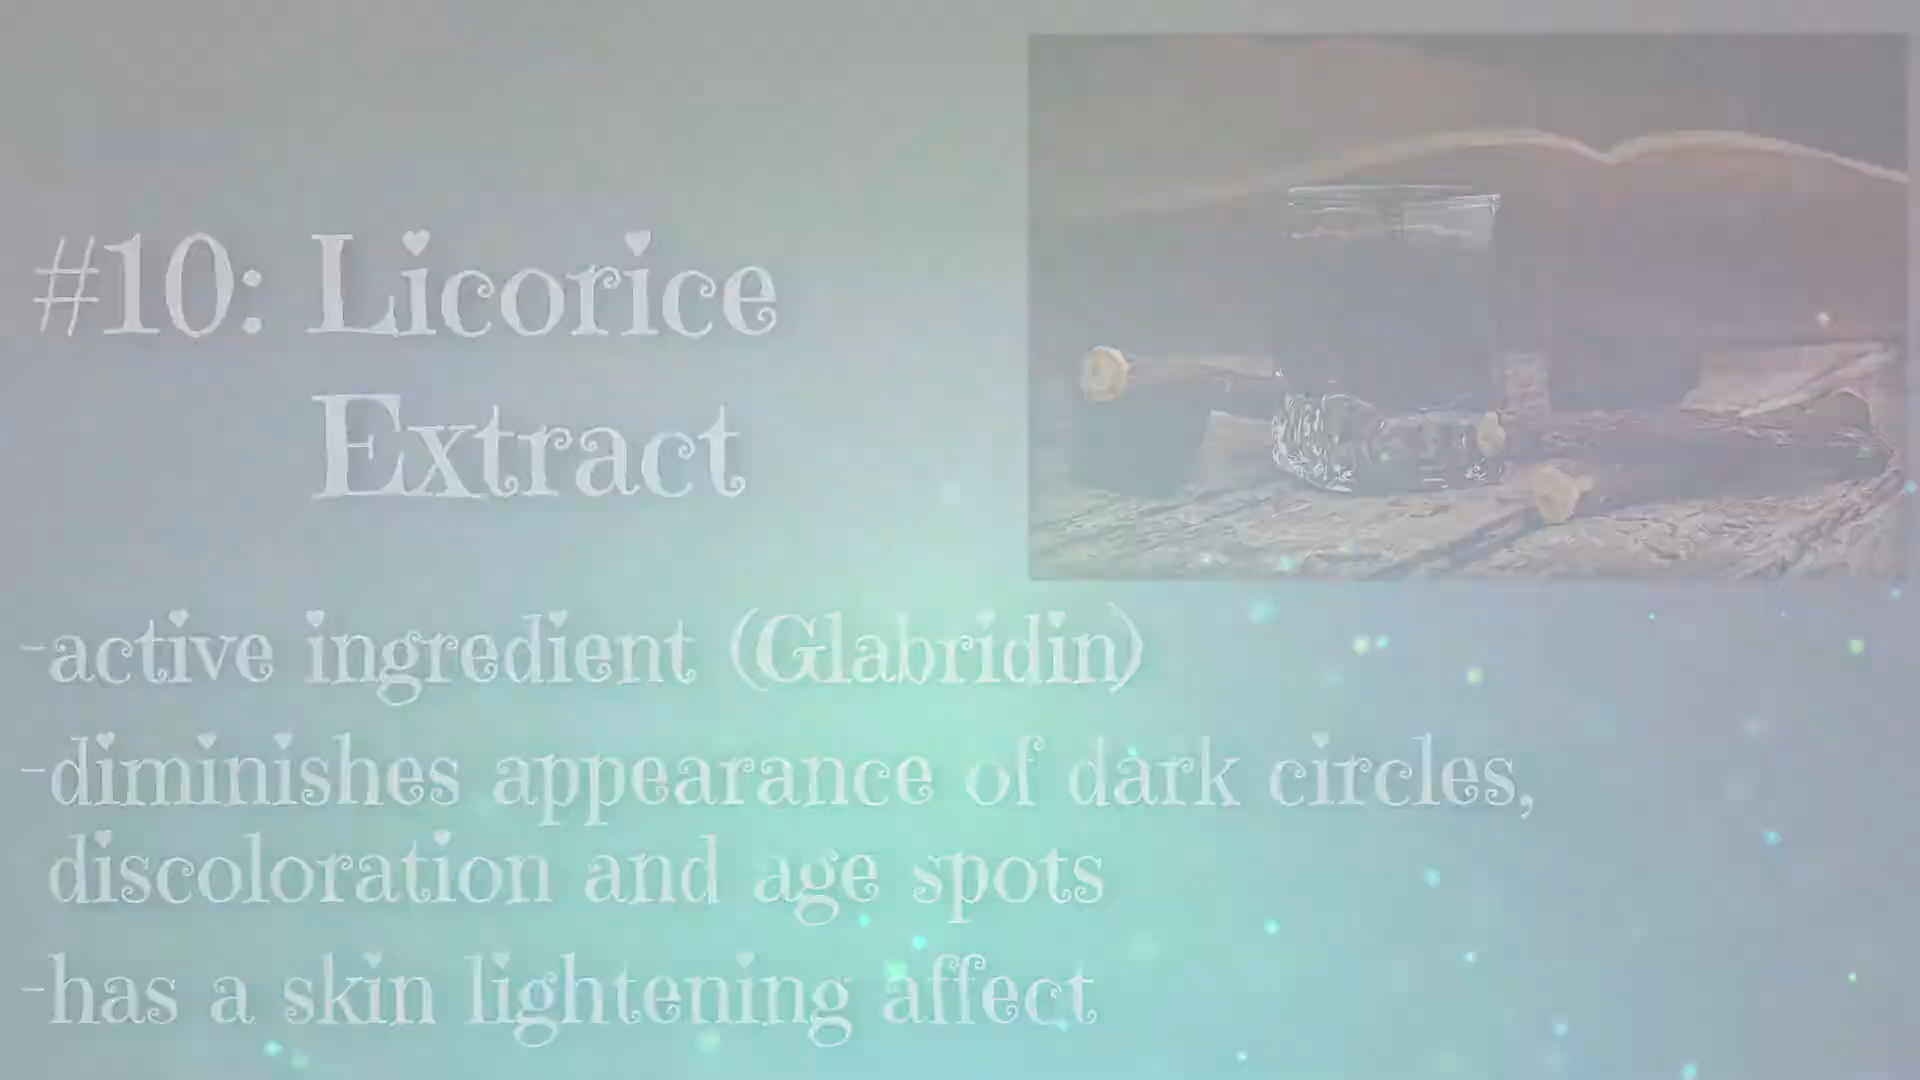 #10: Licorice
Extract
-active ingredient (Glabridin)
-diminishes appearance of dark circles,
discoloration and age spots
-has a skin lightening affect